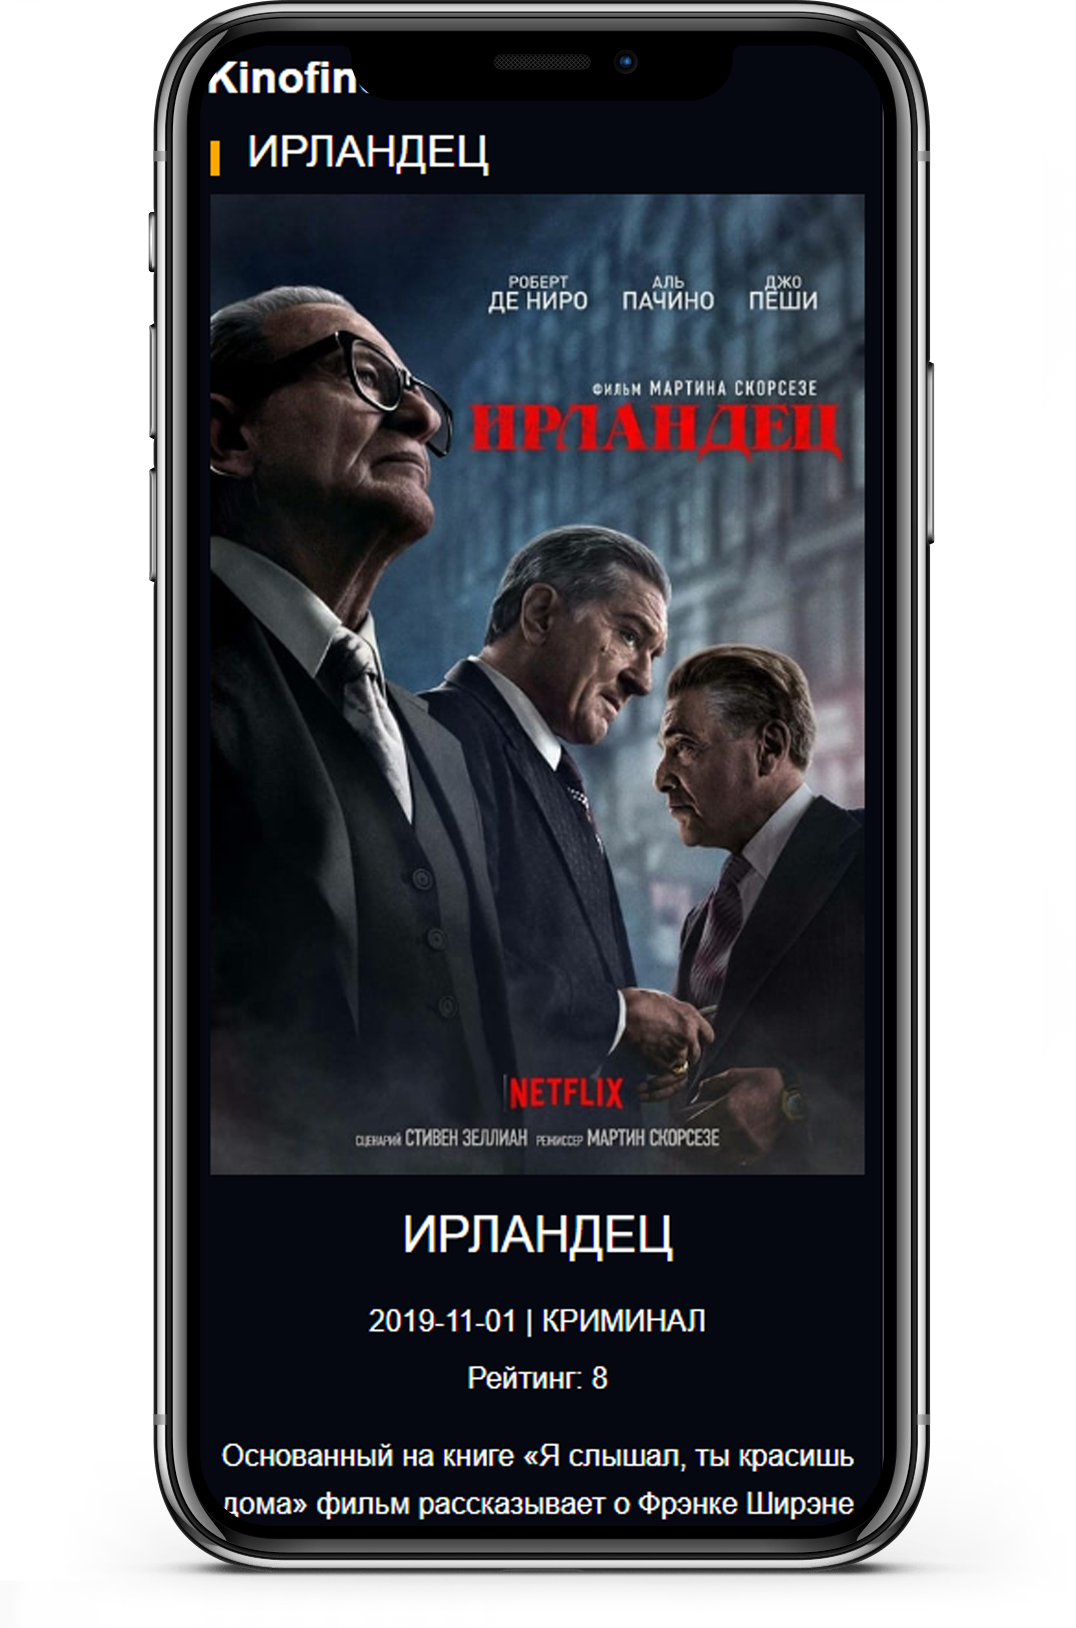 Kinofin
ИРЛАНДЕЦ
РОБЕРТ ДЕ НИРО
АЛЬ ПАЧИНО
ДЖО ПЕШИ
ФИЛЬМ МАРТИНА СКОРСЕЗЕ
ИРЛАНДЕЦ
NETFLIX
СЦЕНАРИЙ СТИВЕН ЗЕЛЛИАН РЕЖИССЕР МАРТИН СКОРСЕЗЕ
ИРЛАНДЕЦ
2019-11-01 | КРИМИНАЛ
Рейтинг: 8
Основанный на книге «Я слышал, ты красишь
дома» фильм рассказывает о Фрэнке Ширэне